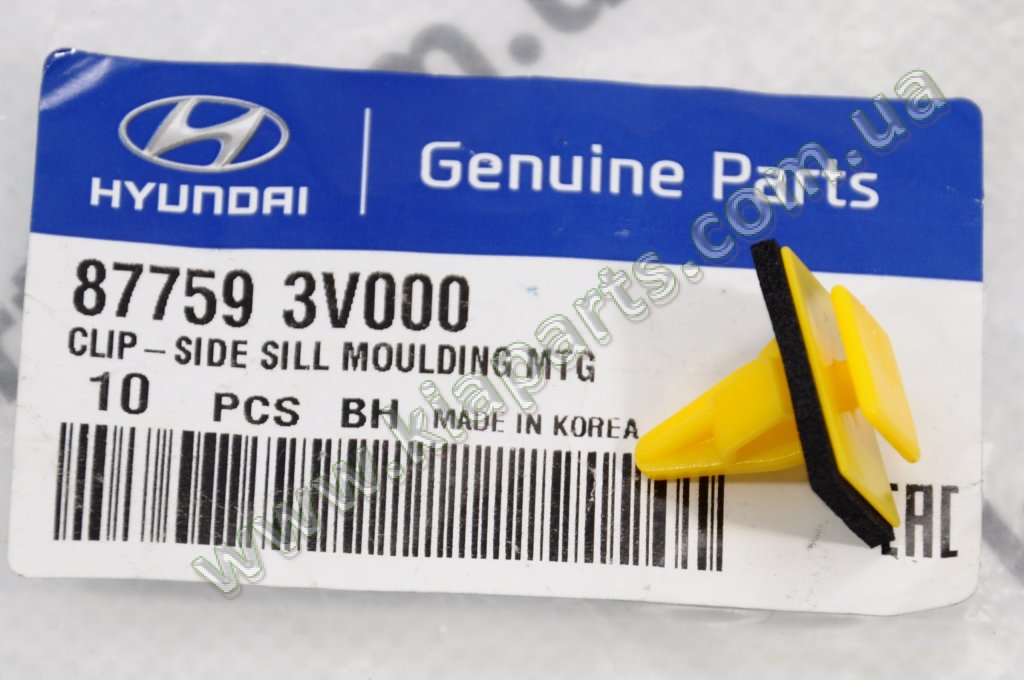 HYUNDAI
Genuine Parts
87759 3V000
CLIP - SIDE SILL MOULDING MTG
10 PCS BH MADE IN KOREA
EAC
www.kiaparts.com.ua